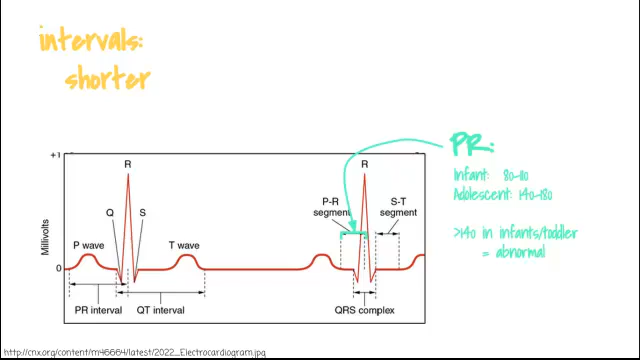 intervals:
shorter
PR:
Infant: 80-110
Adolescent: 140-180
>140 in infants/toddler
= abnormal
+1
R
R
Q
S
P-R
segment
S-T
segment
Millivolts
P wave
T wave
0
PR interval
QT interval
QRS complex
http://cnx.org/content/m46664/latest/2022_Electrocardiogram.jpg